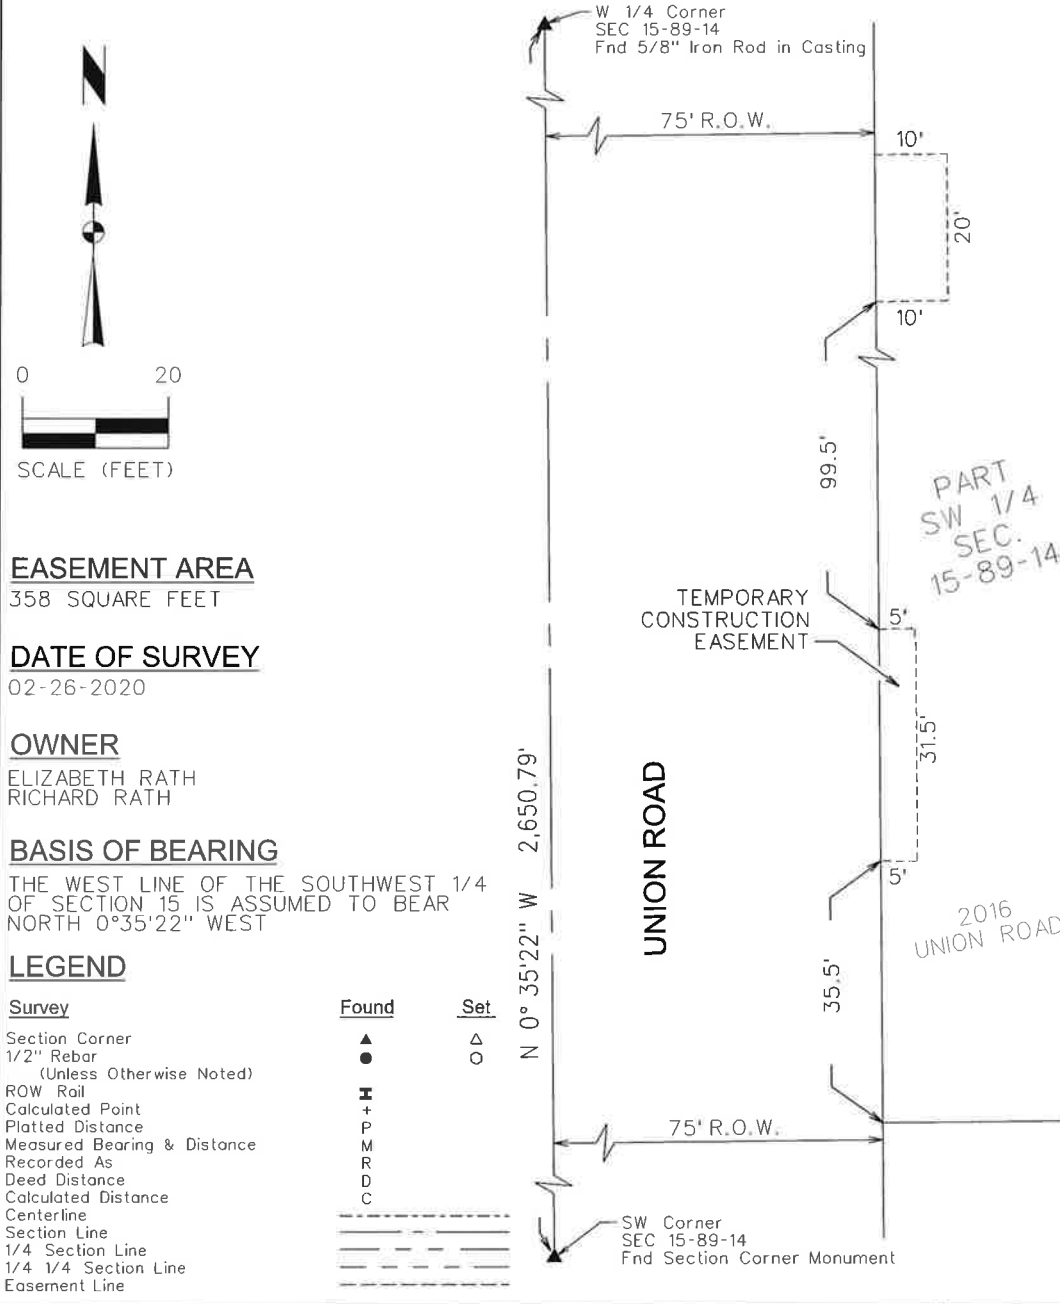 W 1/4 Corner
SEC 15-89-14
Fnd 5/8" Iron Rod in Casting
N
75' R.O.W.
10'
20'
10'
0 20
SCALE (FEET)
99.5'
PART
SW 1/4
SEC.
15-89-14
EASEMENT AREA
358 SQUARE FEET
TEMPORARY
CONSTRUCTION
EASEMENT
5'
31.5'
5'
DATE OF SURVEY
02-26-2020
OWNER
ELIZABETH RATH
RICHARD RATH
N 0° 35'22" W 2,650.79'
UNION ROAD
BASIS OF BEARING
THE WEST LINE OF THE SOUTHWEST 1/4
OF SECTION 15 IS ASSUMED TO BEAR
NORTH 0°35'22" WEST
2016
UNION ROAD
35.5'
LEGEND
Survey Found Set
Section Corner ▲ △
1/2" Rebar ● ○
(Unless Otherwise Noted)
ROW Rail
Calculated Point +
Platted Distance P
Measured Bearing & Distance M
Recorded As R
Deed Distance D
Calculated Distance C
Centerline
Section Line
1/4 Section Line
1/4 1/4 Section Line
Easement Line
75' R.O.W.
SW Corner
SEC 15-89-14
Fnd Section Corner Monument